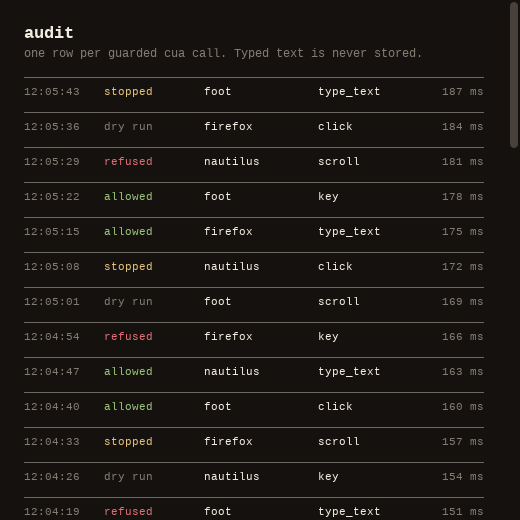 audit
one row per guarded cua call. Typed text is never stored.
12:05:43 stopped foot type_text 187 ms
12:05:36 dry run firefox click 184 ms
12:05:29 refused nautilus scroll 181 ms
12:05:22 allowed foot key 178 ms
12:05:15 allowed firefox type_text 175 ms
12:05:08 stopped nautilus click 172 ms
12:05:01 dry run foot scroll 169 ms
12:04:54 refused firefox key 166 ms
12:04:47 allowed nautilus type_text 163 ms
12:04:40 allowed foot click 160 ms
12:04:33 stopped firefox scroll 157 ms
12:04:26 dry run nautilus key 154 ms
12:04:19 refused foot type_text 151 ms